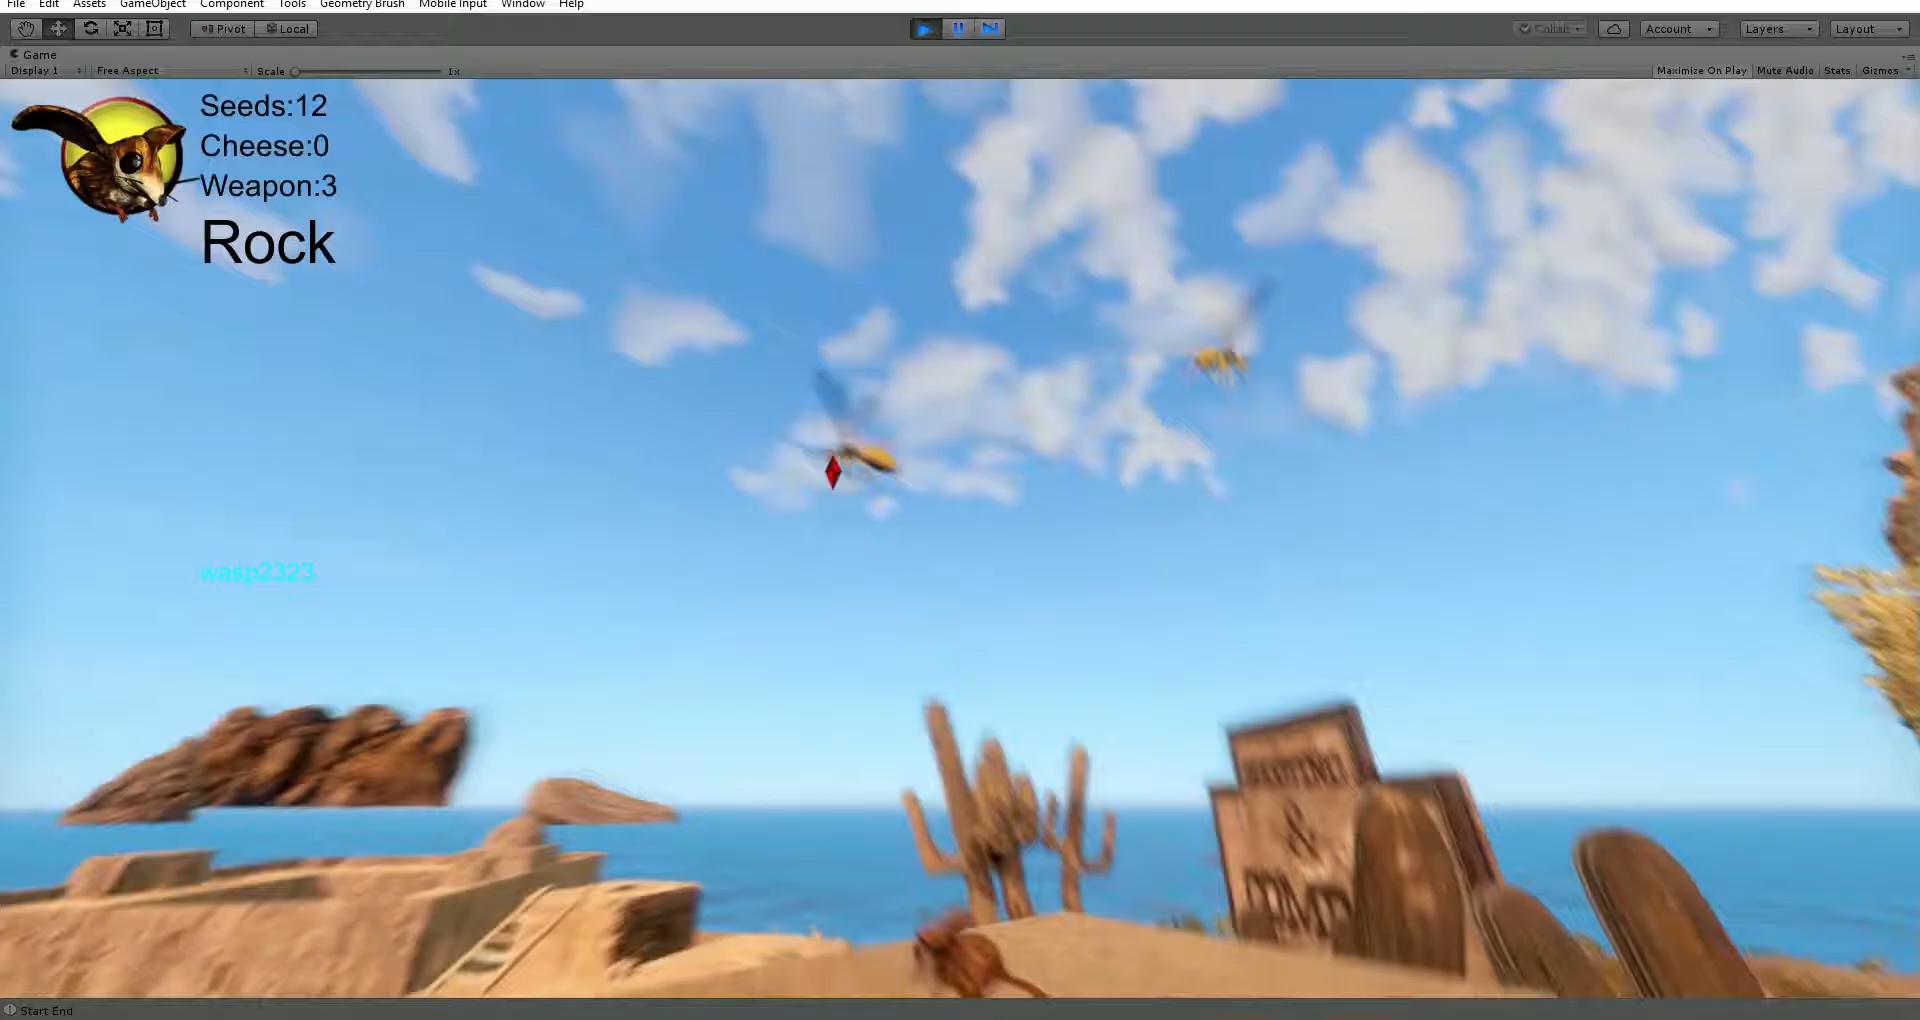 File Edit Assets GameObject Component Tools Geometry Brush Mobile Input Window Help
Pivot Local Collab Account Layers Layout
Game
Display 1 Free Aspect Scale 1x Maximize On Play Mute Audio Stats Gizmos
Seeds:12
Cheese:0
Weapon:3
Rock
wasp2323
&
Start End